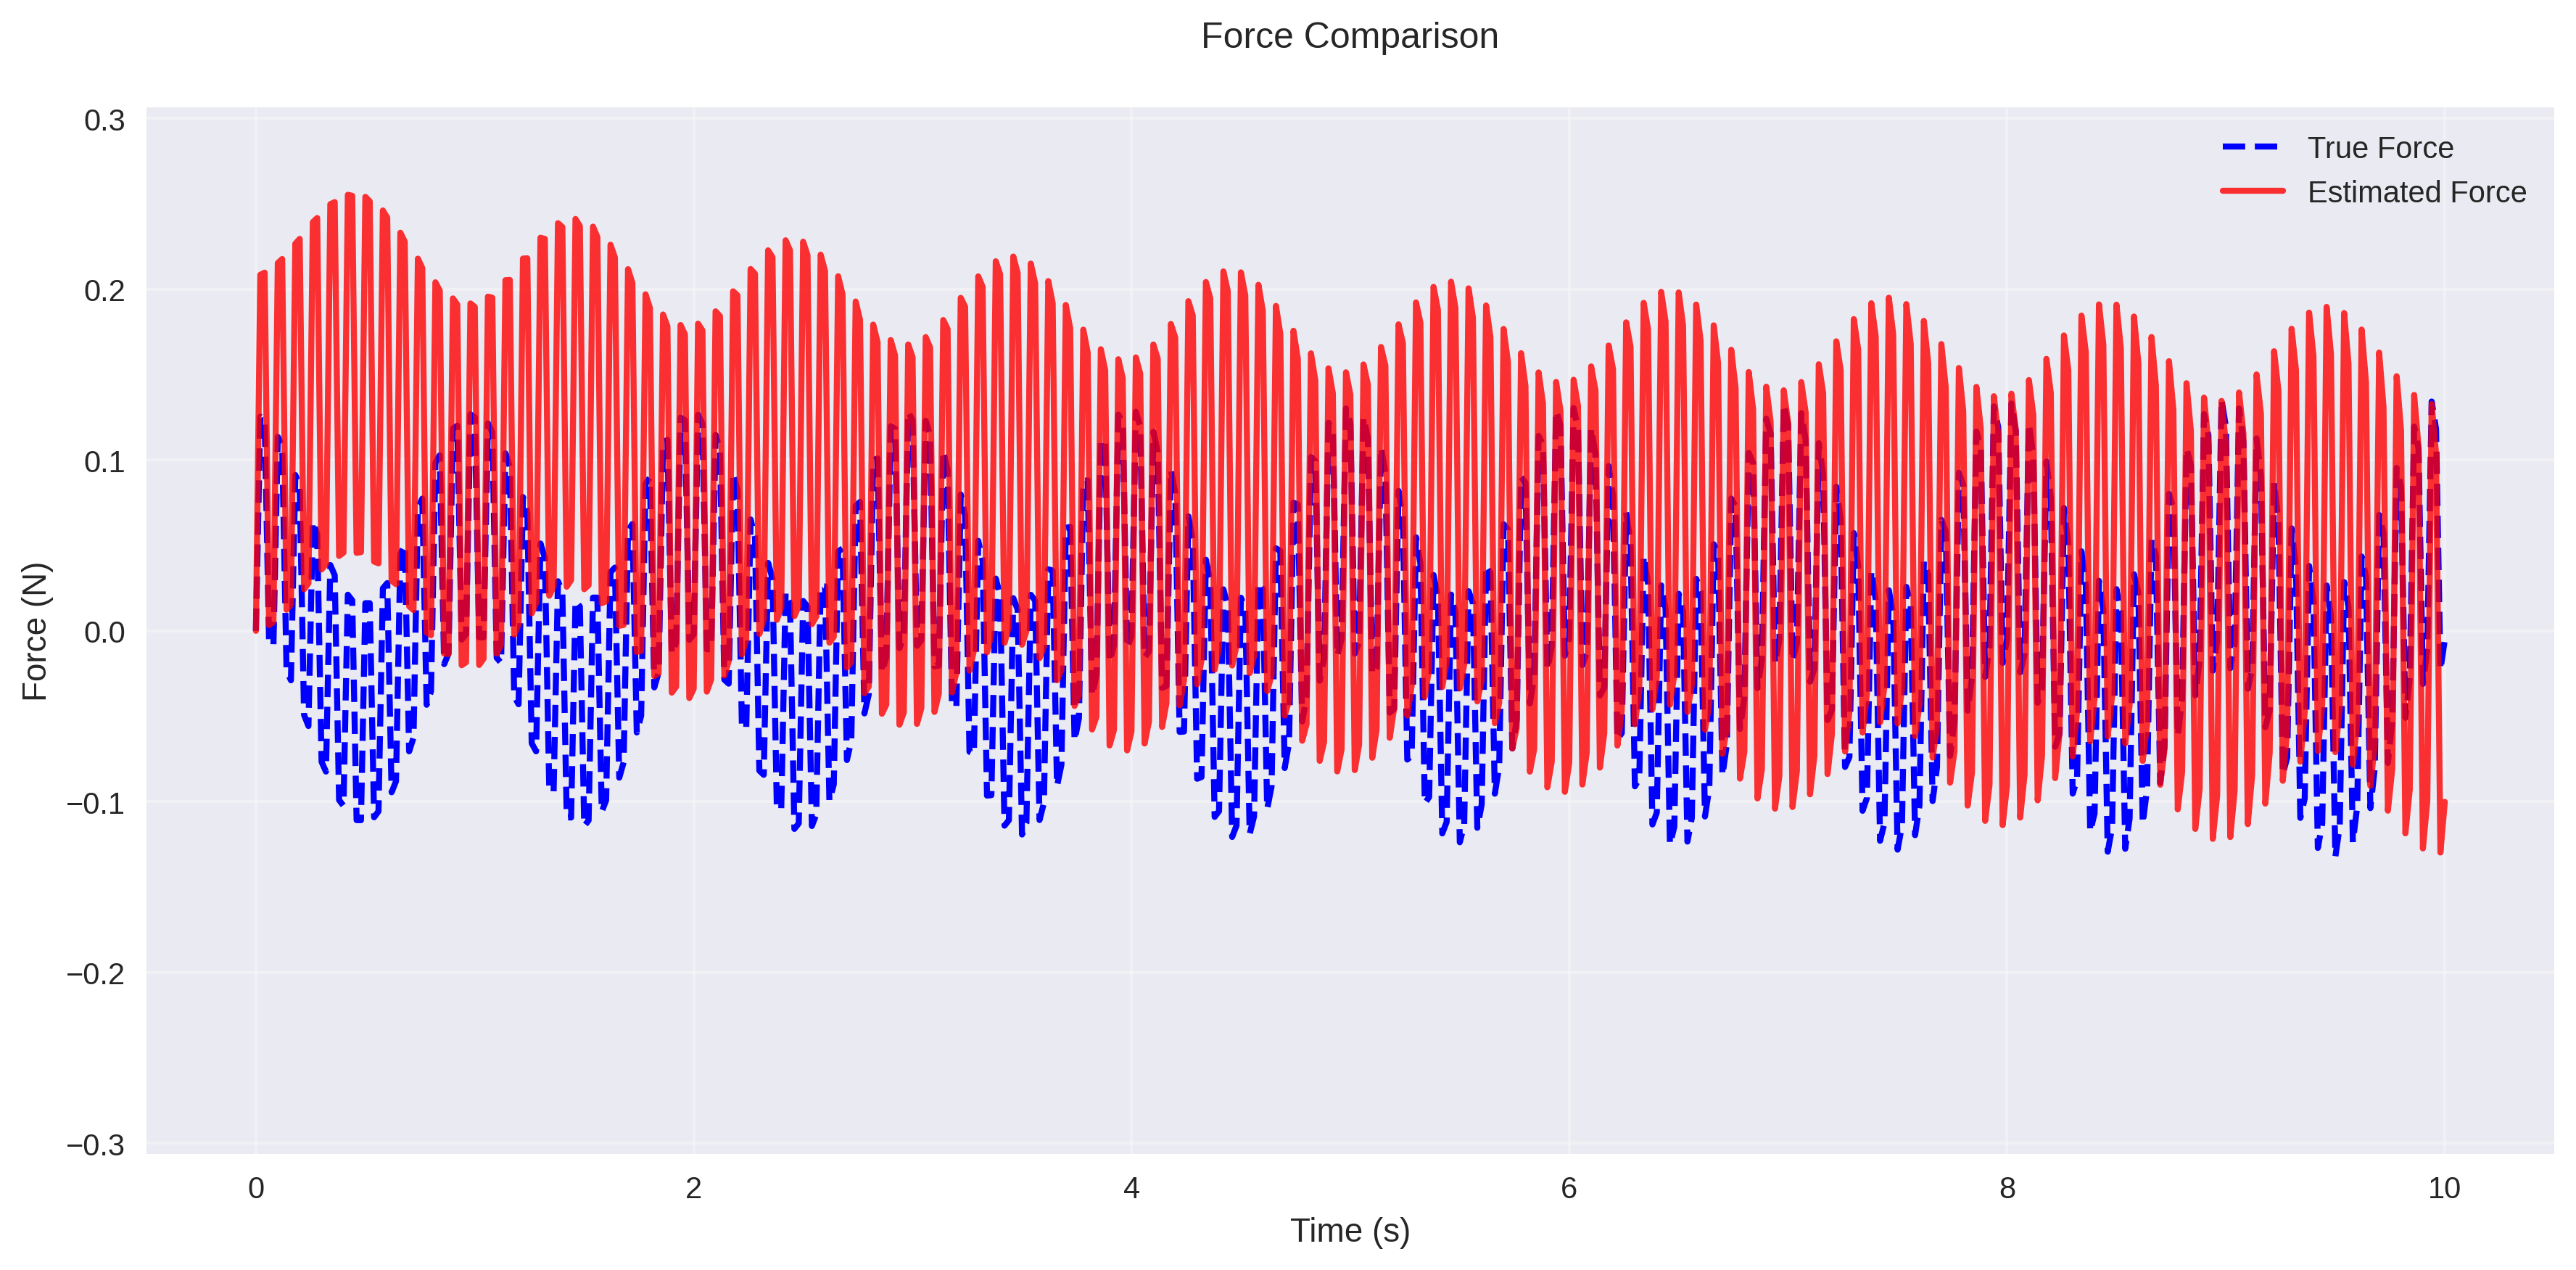 Force Comparison
True Force
Estimated Force
0.3
0.2
0.1
0.0
−0.1
−0.2
−0.3
Force (N)
0
2
4
6
8
10
Time (s)